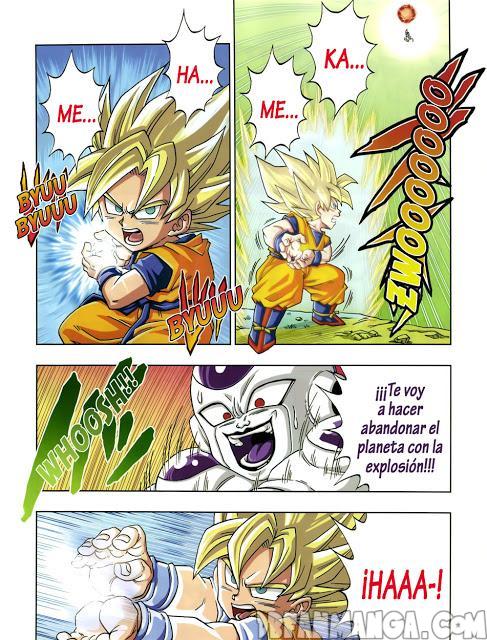 KA...
ME...
ZWOOOOOOOO
HA...
ME...
BYUU
BYUUU
BYUUU
¡¡¡Te voy
a hacer
abandonar el
planeta con la
explosión!!!
WHOOSH!!!
¡HAAA-!